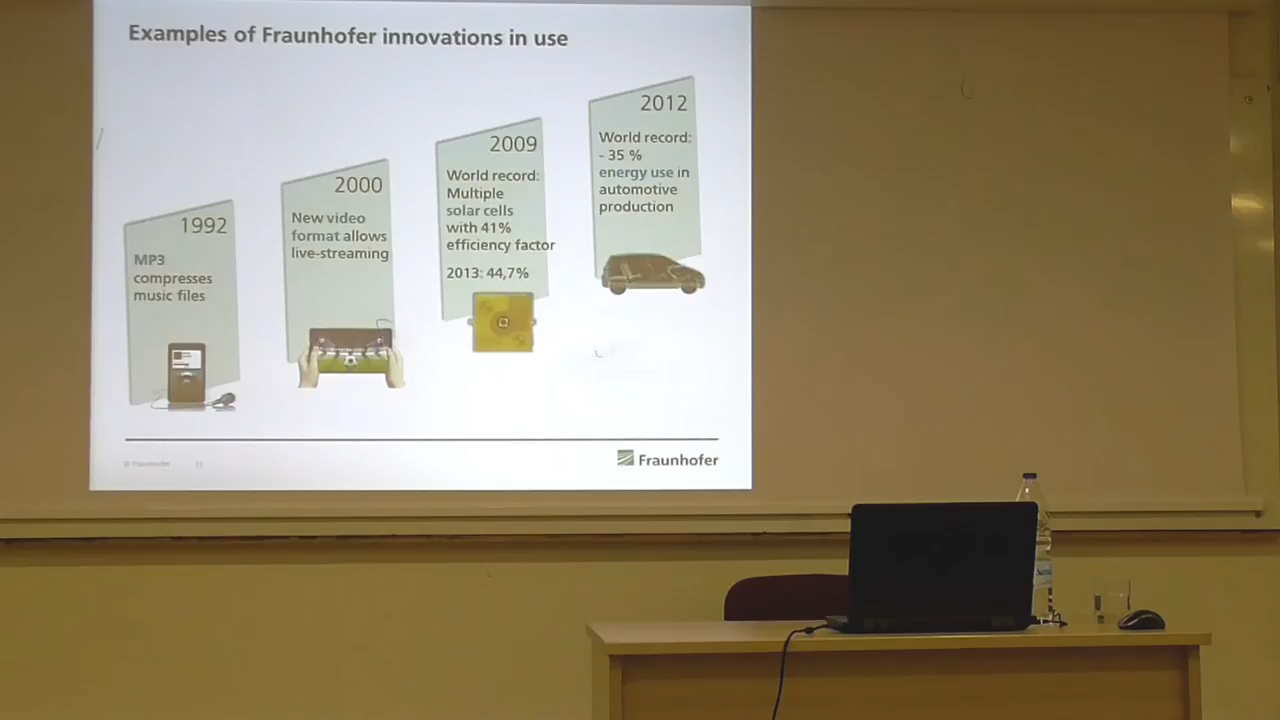 Examples of Fraunhofer innovations in use
1992
MP3
compresses
music files
2000
New video
format allows
live-streaming
2009
World record:
Multiple
solar cells
with 41%
efficiency factor
2013: 44,7%
2012
World record:
- 35 %
energy use in
automotive
production
© Fraunhofer
Fraunhofer